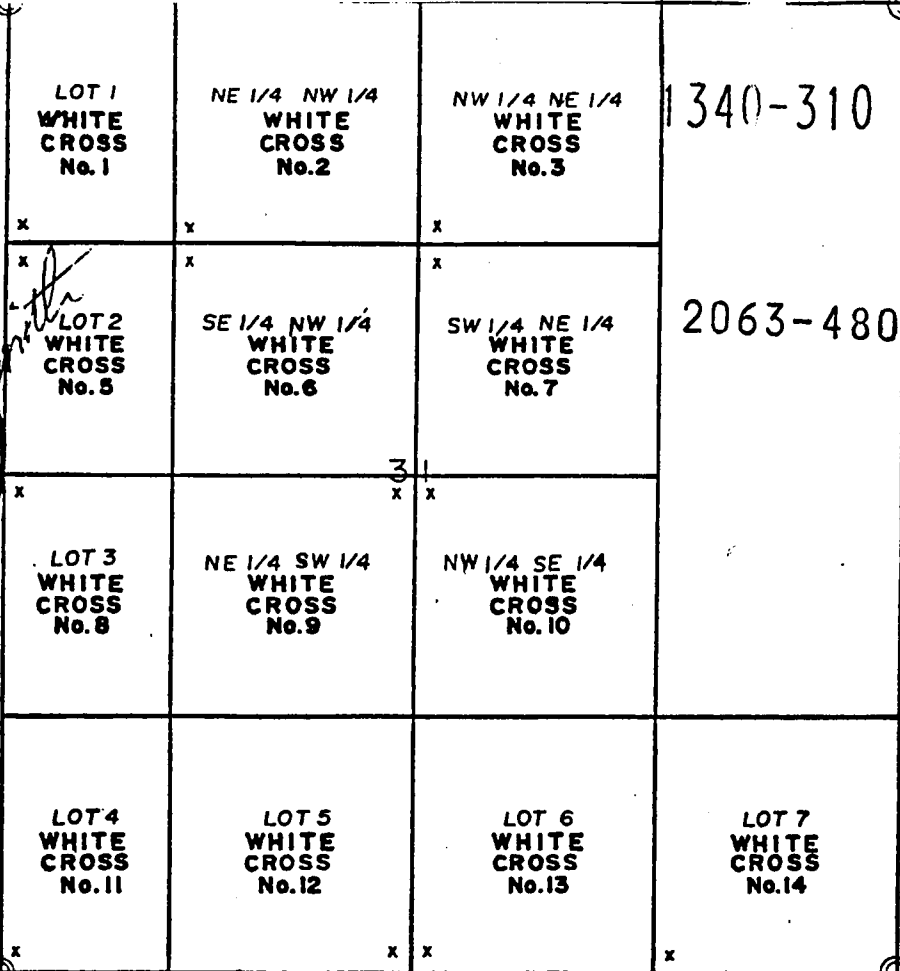 LOT 1
WHITE
CROSS
No. 1
x
NE 1/4 NW 1/4
WHITE
CROSS
No. 2
x
NW 1/4 NE 1/4
WHITE
CROSS
No. 3
x
1340-310
x
LOT 2
WHITE
CROSS
No. 5
x
SE 1/4 NW 1/4
WHITE
CROSS
No. 6
x
SW 1/4 NE 1/4
WHITE
CROSS
No. 7
2063-480
31
x
LOT 3
WHITE
CROSS
No. 8
x
NE 1/4 SW 1/4
WHITE
CROSS
No. 9
x
NW 1/4 SE 1/4
WHITE
CROSS
No. 10
LOT 4
WHITE
CROSS
No. 11
x
LOT 5
WHITE
CROSS
No. 12
x
LOT 6
WHITE
CROSS
No. 13
x
LOT 7
WHITE
CROSS
No. 14
x